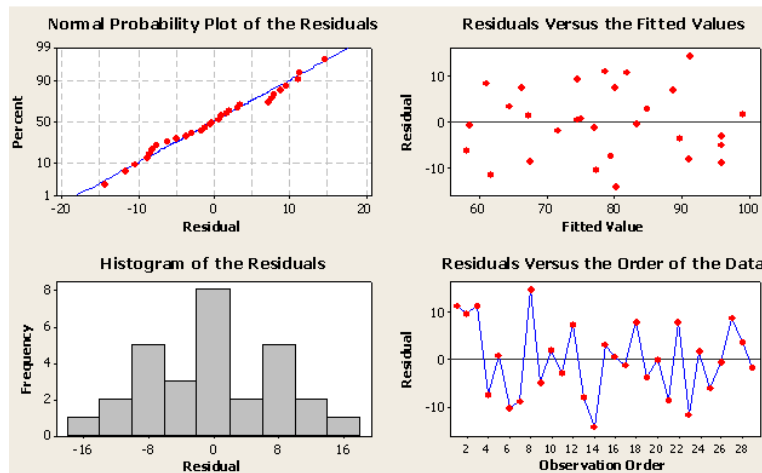 Normal Probability Plot of the Residuals
99
90
50
10
1
Percent
-20 -10 0 10 20
Residual
Residuals Versus the Fitted Values
10
0
-10
Residual
60 70 80 90 100
Fitted Value
Histogram of the Residuals
8
6
4
2
0
Frequency
-16 -8 0 8 16
Residual
Residuals Versus the Order of the Data
10
0
-10
Residual
2 4 6 8 10 12 14 16 18 20 22 24 26 28
Observation Order